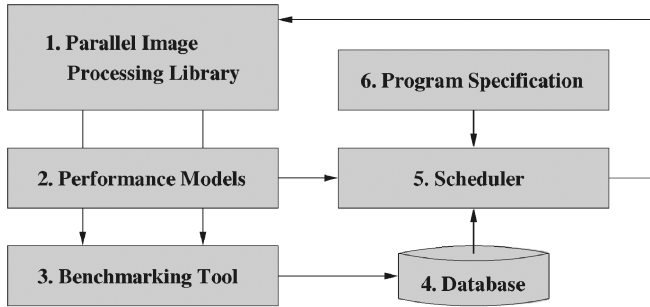 1. Parallel Image
Processing Library
6. Program Specification
2. Performance Models
5. Scheduler
3. Benchmarking Tool
4. Database